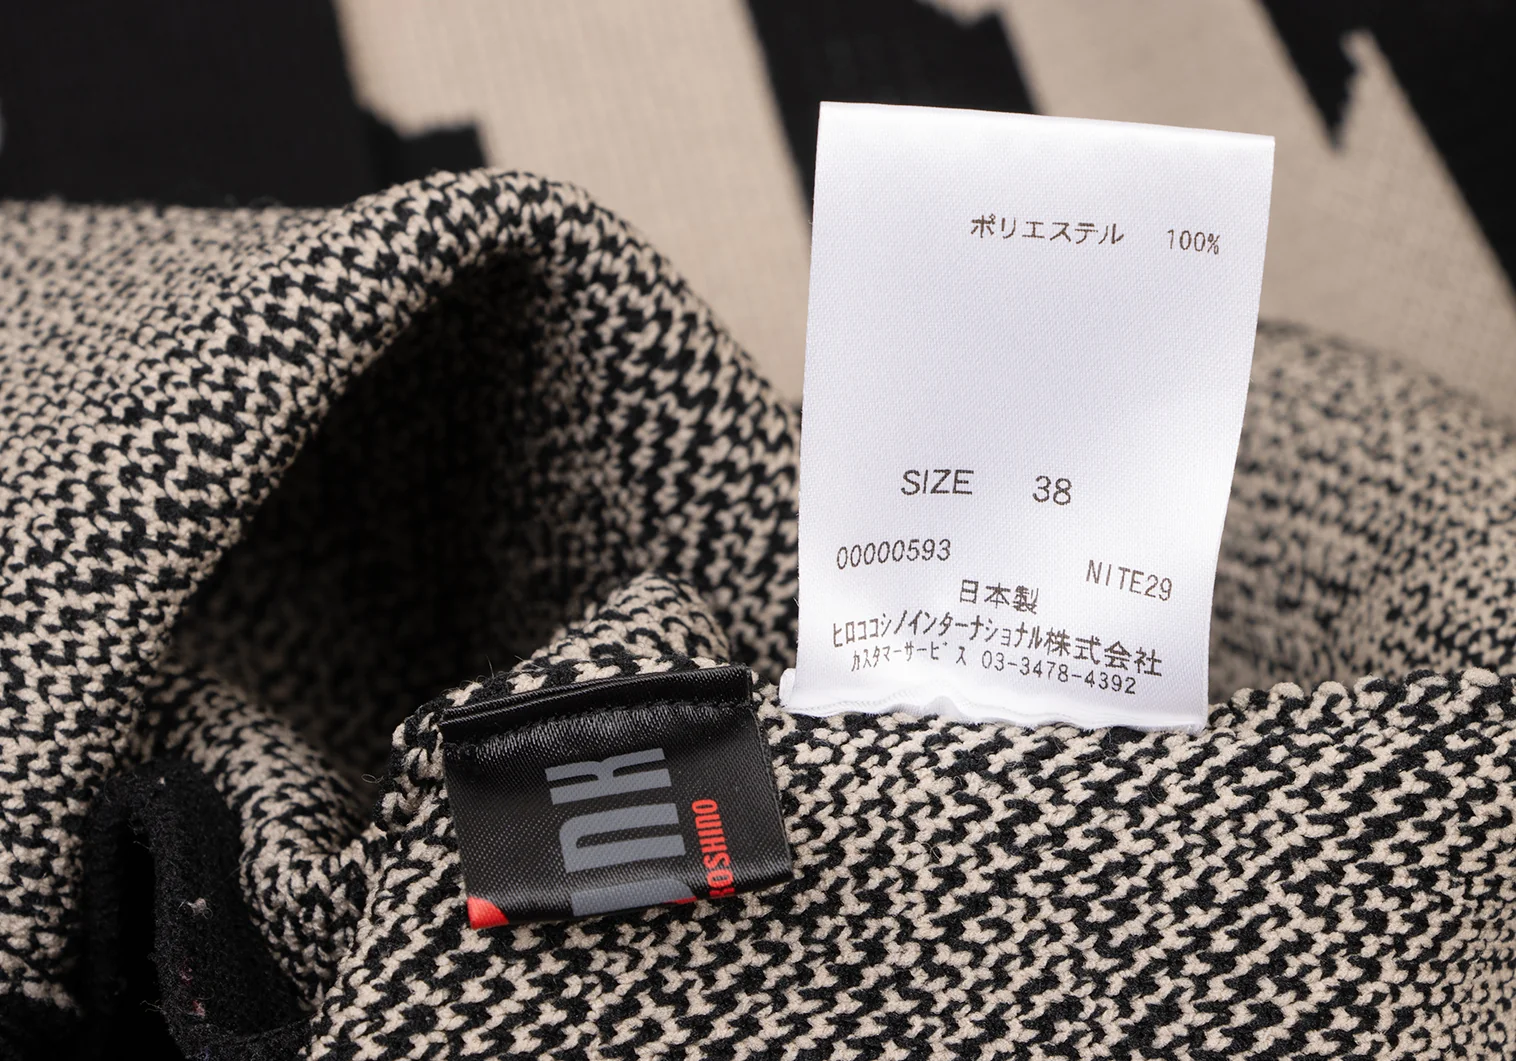 ポリエステル 100%
SIZE 38
00000593
NITE29
日本製
ヒロココシノインターナショナル株式会社
カスタマーサービス 03-3478-4392
KOSHINO